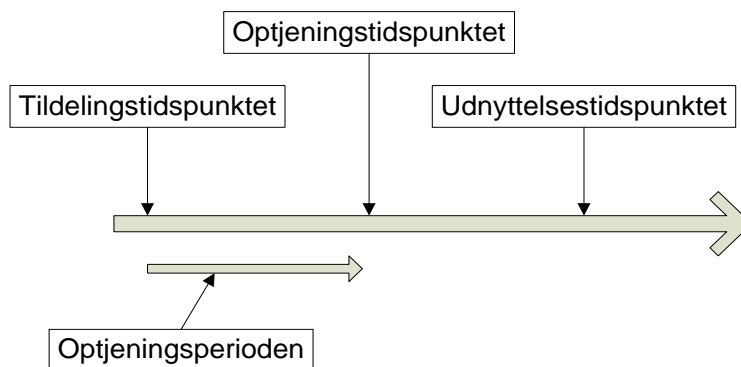 Optjeningstidspunktet
Tildelingstidspunktet
Udnyttelsestidspunktet
Optjeningsperioden